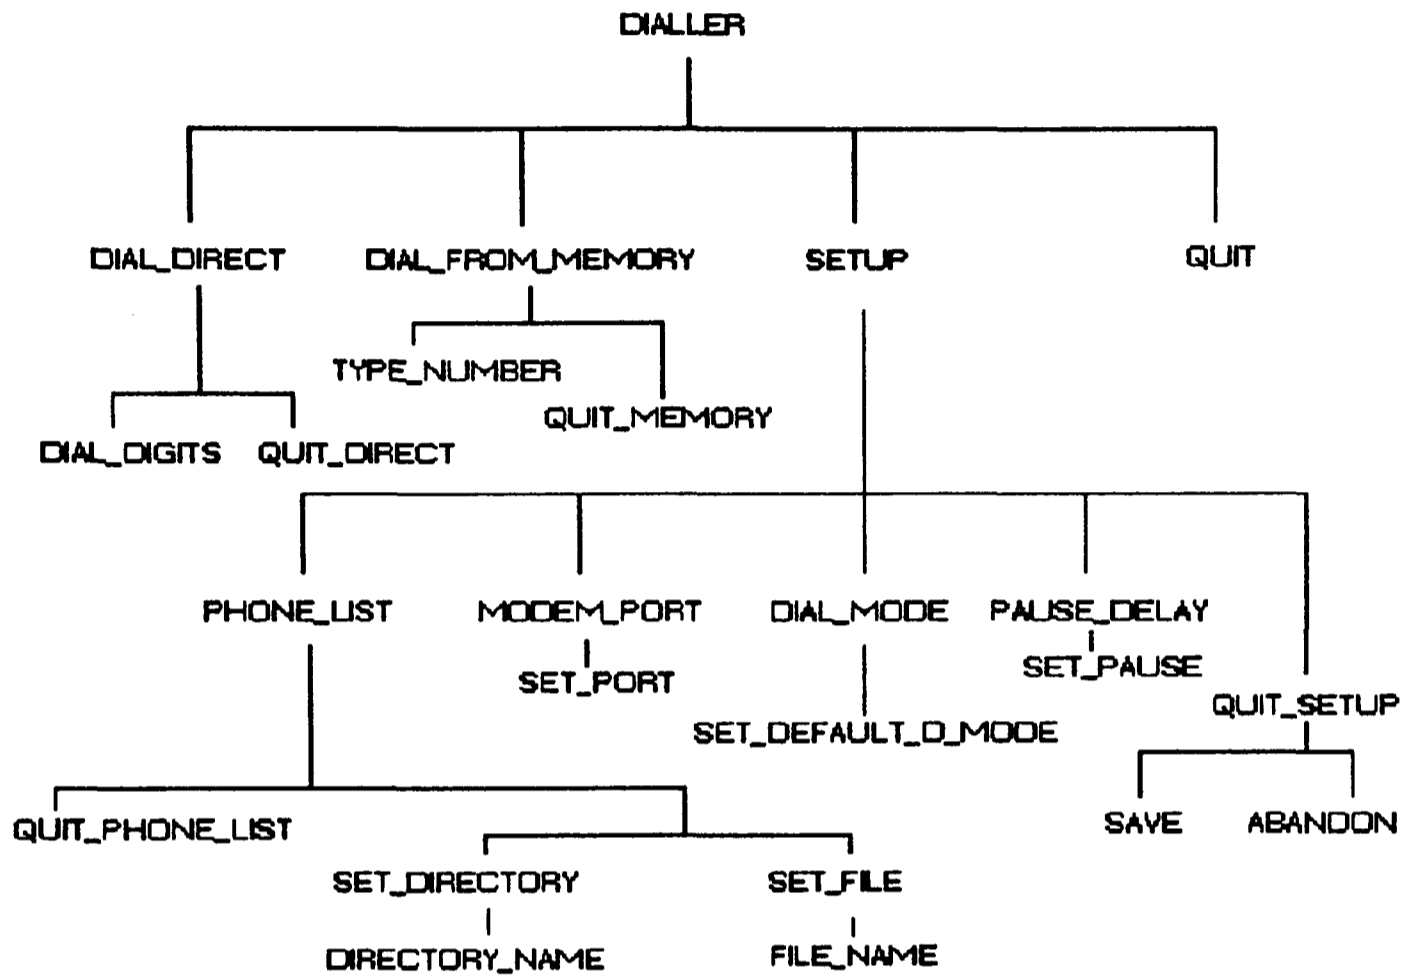 DIALLER
DIAL_DIRECT
DIAL_FROM_MEMORY
SETUP
QUIT
TYPE_NUMBER
QUIT_MEMORY
DIAL_DIGITS
QUIT_DIRECT
PHONE_LIST
MODEM_PORT
DIAL_MODE
PAUSE_DELAY
SET_PORT
SET_PAUSE
QUIT_SETUP
SET_DEFAULT_D_MODE
QUIT_PHONE_LIST
SAVE
ABANDON
SET_DIRECTORY
SET_FILE
DIRECTORY_NAME
FILE_NAME